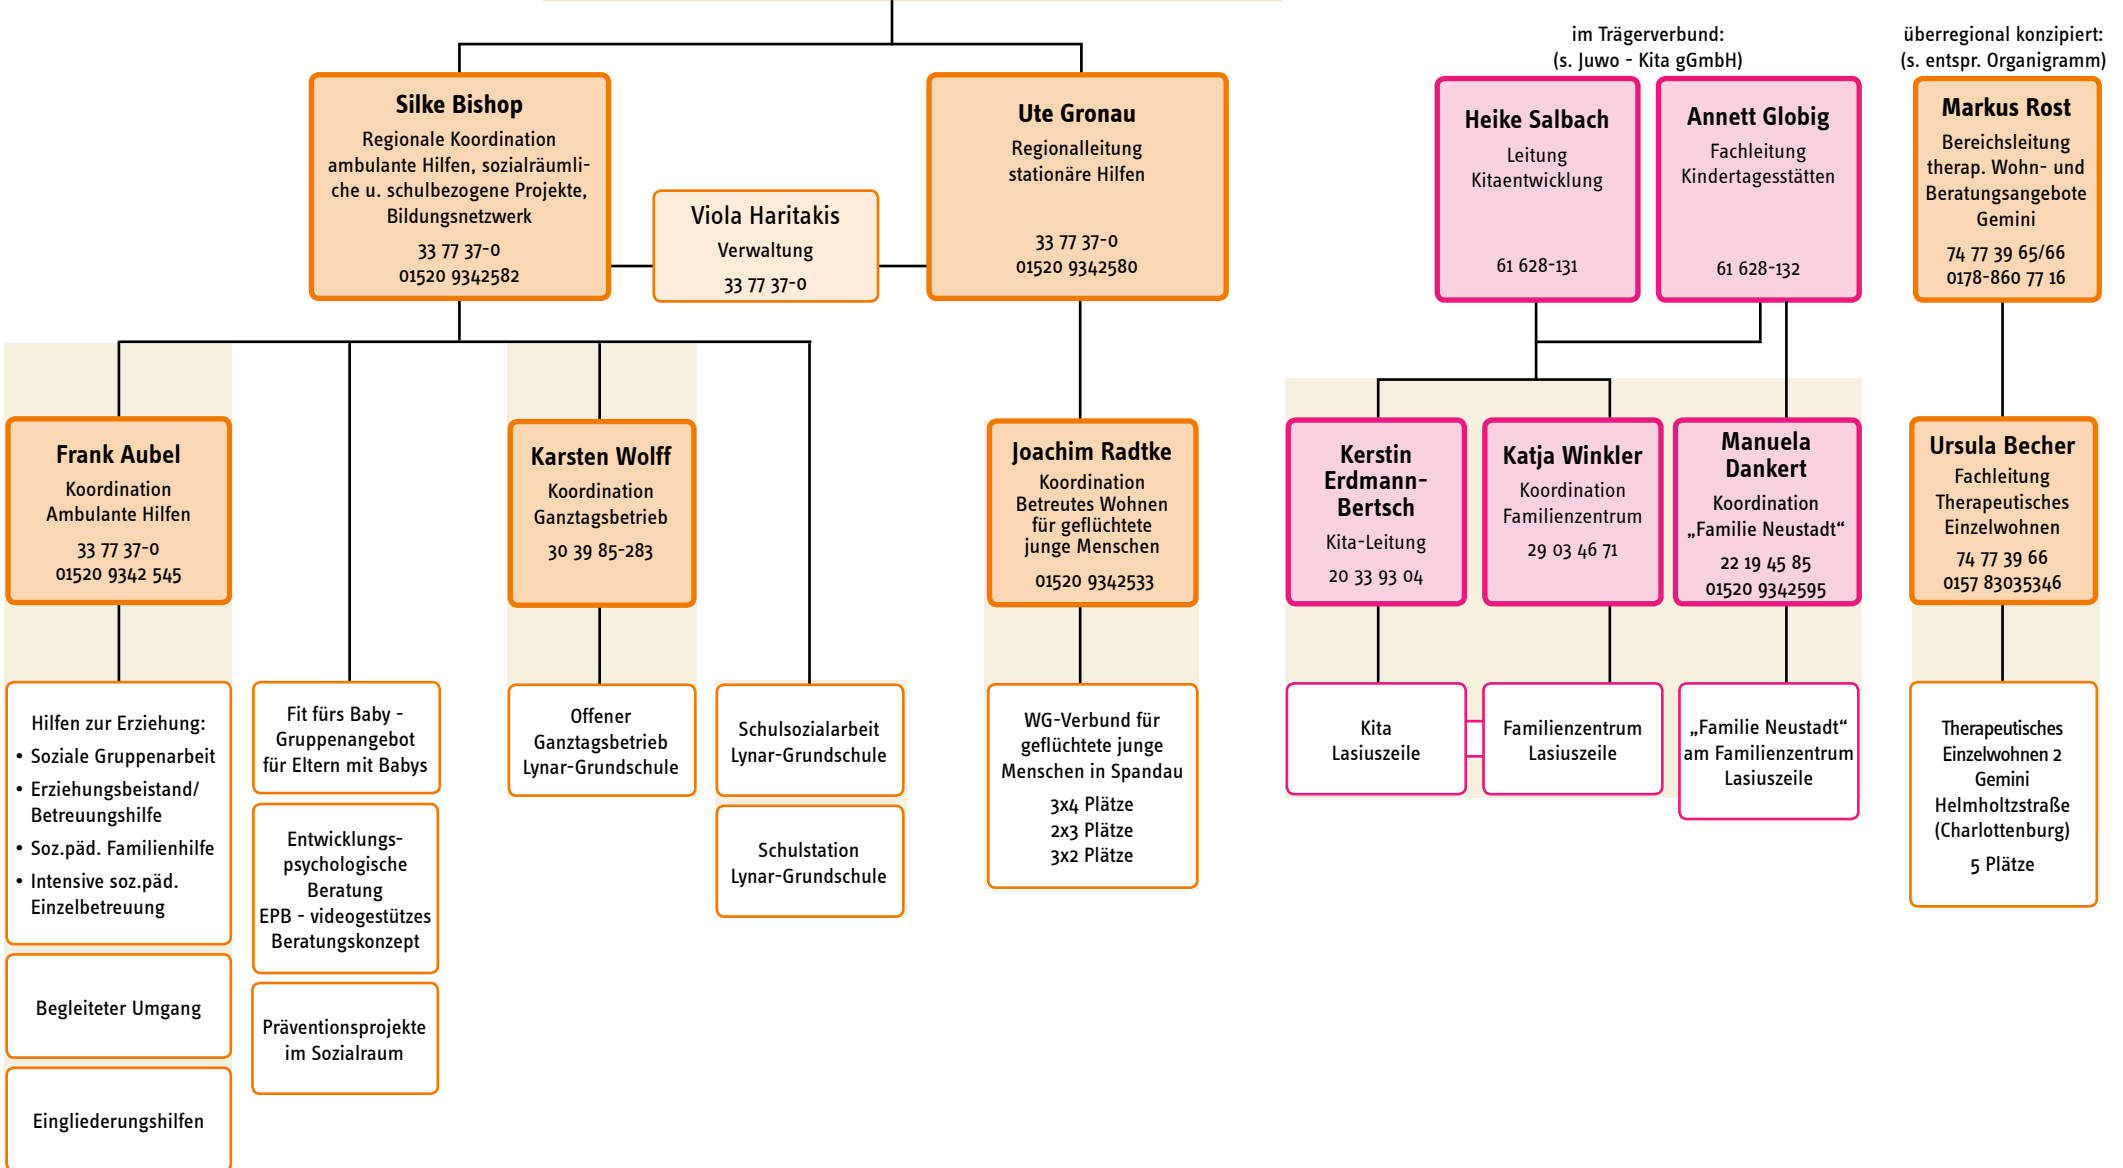 im Trägerverbund:
(s. Juwo - Kita gGmbH)
überregional konzipiert:
(s. entspr. Organigramm)
Silke Bishop
Regionale Koordination
ambulante Hilfen, sozialräumli-
che u. schulbezogene Projekte,
Bildungsnetzwerk
33 77 37-0
01520 9342582
Viola Haritakis
Verwaltung
33 77 37-0
Ute Gronau
Regionalleitung
stationäre Hilfen
33 77 37-0
01520 9342580
Heike Salbach
Leitung
Kitaentwicklung
61 628-131
Annett Globig
Fachleitung
Kindertagesstätten
61 628-132
Markus Rost
Bereichsleitung
therap. Wohn- und
Beratungsangebote
Gemini
74 77 39 65/66
0178-860 77 16
Frank Aubel
Koordination
Ambulante Hilfen
33 77 37-0
01520 9342 545
Karsten Wolff
Koordination
Ganztagsbetrieb
30 39 85-283
Joachim Radtke
Koordination
Betreutes Wohnen
für geflüchtete
junge Menschen
01520 9342533
Kerstin
Erdmann-
Bertsch
Kita-Leitung
20 33 93 04
Katja Winkler
Koordination
Familienzentrum
29 03 46 71
Manuela
Dankert
Koordination
„Familie Neustadt“
22 19 45 85
01520 9342595
Ursula Becher
Fachleitung
Therapeutisches
Einzelwohnen
74 77 39 66
0157 83035346
Hilfen zur Erziehung:
• Soziale Gruppenarbeit
• Erziehungsbeistand/
Betreuungshilfe
• Soz.päd. Familienhilfe
• Intensive soz.päd.
Einzelbetreuung
Begleiteter Umgang
Eingliederungshilfen
Fit fürs Baby -
Gruppenangebot
für Eltern mit Babys
Entwicklungs-
psychologische
Beratung
EPB - videogestützes
Beratungskonzept
Präventionsprojekte
im Sozialraum
Offener
Ganztagsbetrieb
Lynar-Grundschule
Schulsozialarbeit
Lynar-Grundschule
Schulstation
Lynar-Grundschule
WG-Verbund für
geflüchtete junge
Menschen in Spandau
3x4 Plätze
2x3 Plätze
3x2 Plätze
Kita
Lasiuszeile
Familienzentrum
Lasiuszeile
„Familie Neustadt“
am Familienzentrum
Lasiuszeile
Therapeutisches
Einzelwohnen 2
Gemini
Helmholtzstraße
(Charlottenburg)
5 Plätze